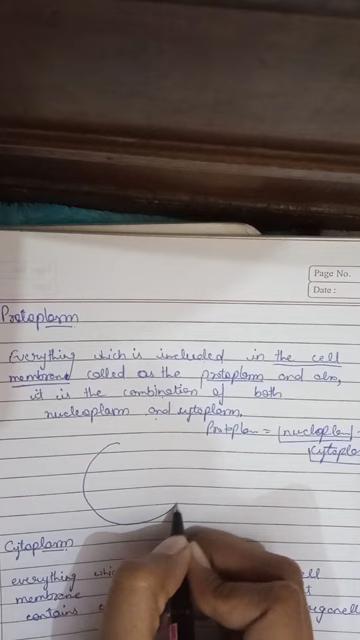 Page No.
Date:
Protoplasm
Everything which is included in the cell
membrane called as the protoplasm and also,
it is the combination of both
nucleoplasm and cytoplasm.
Protoplasm =
Cytoplasm
everything
membrane
contains